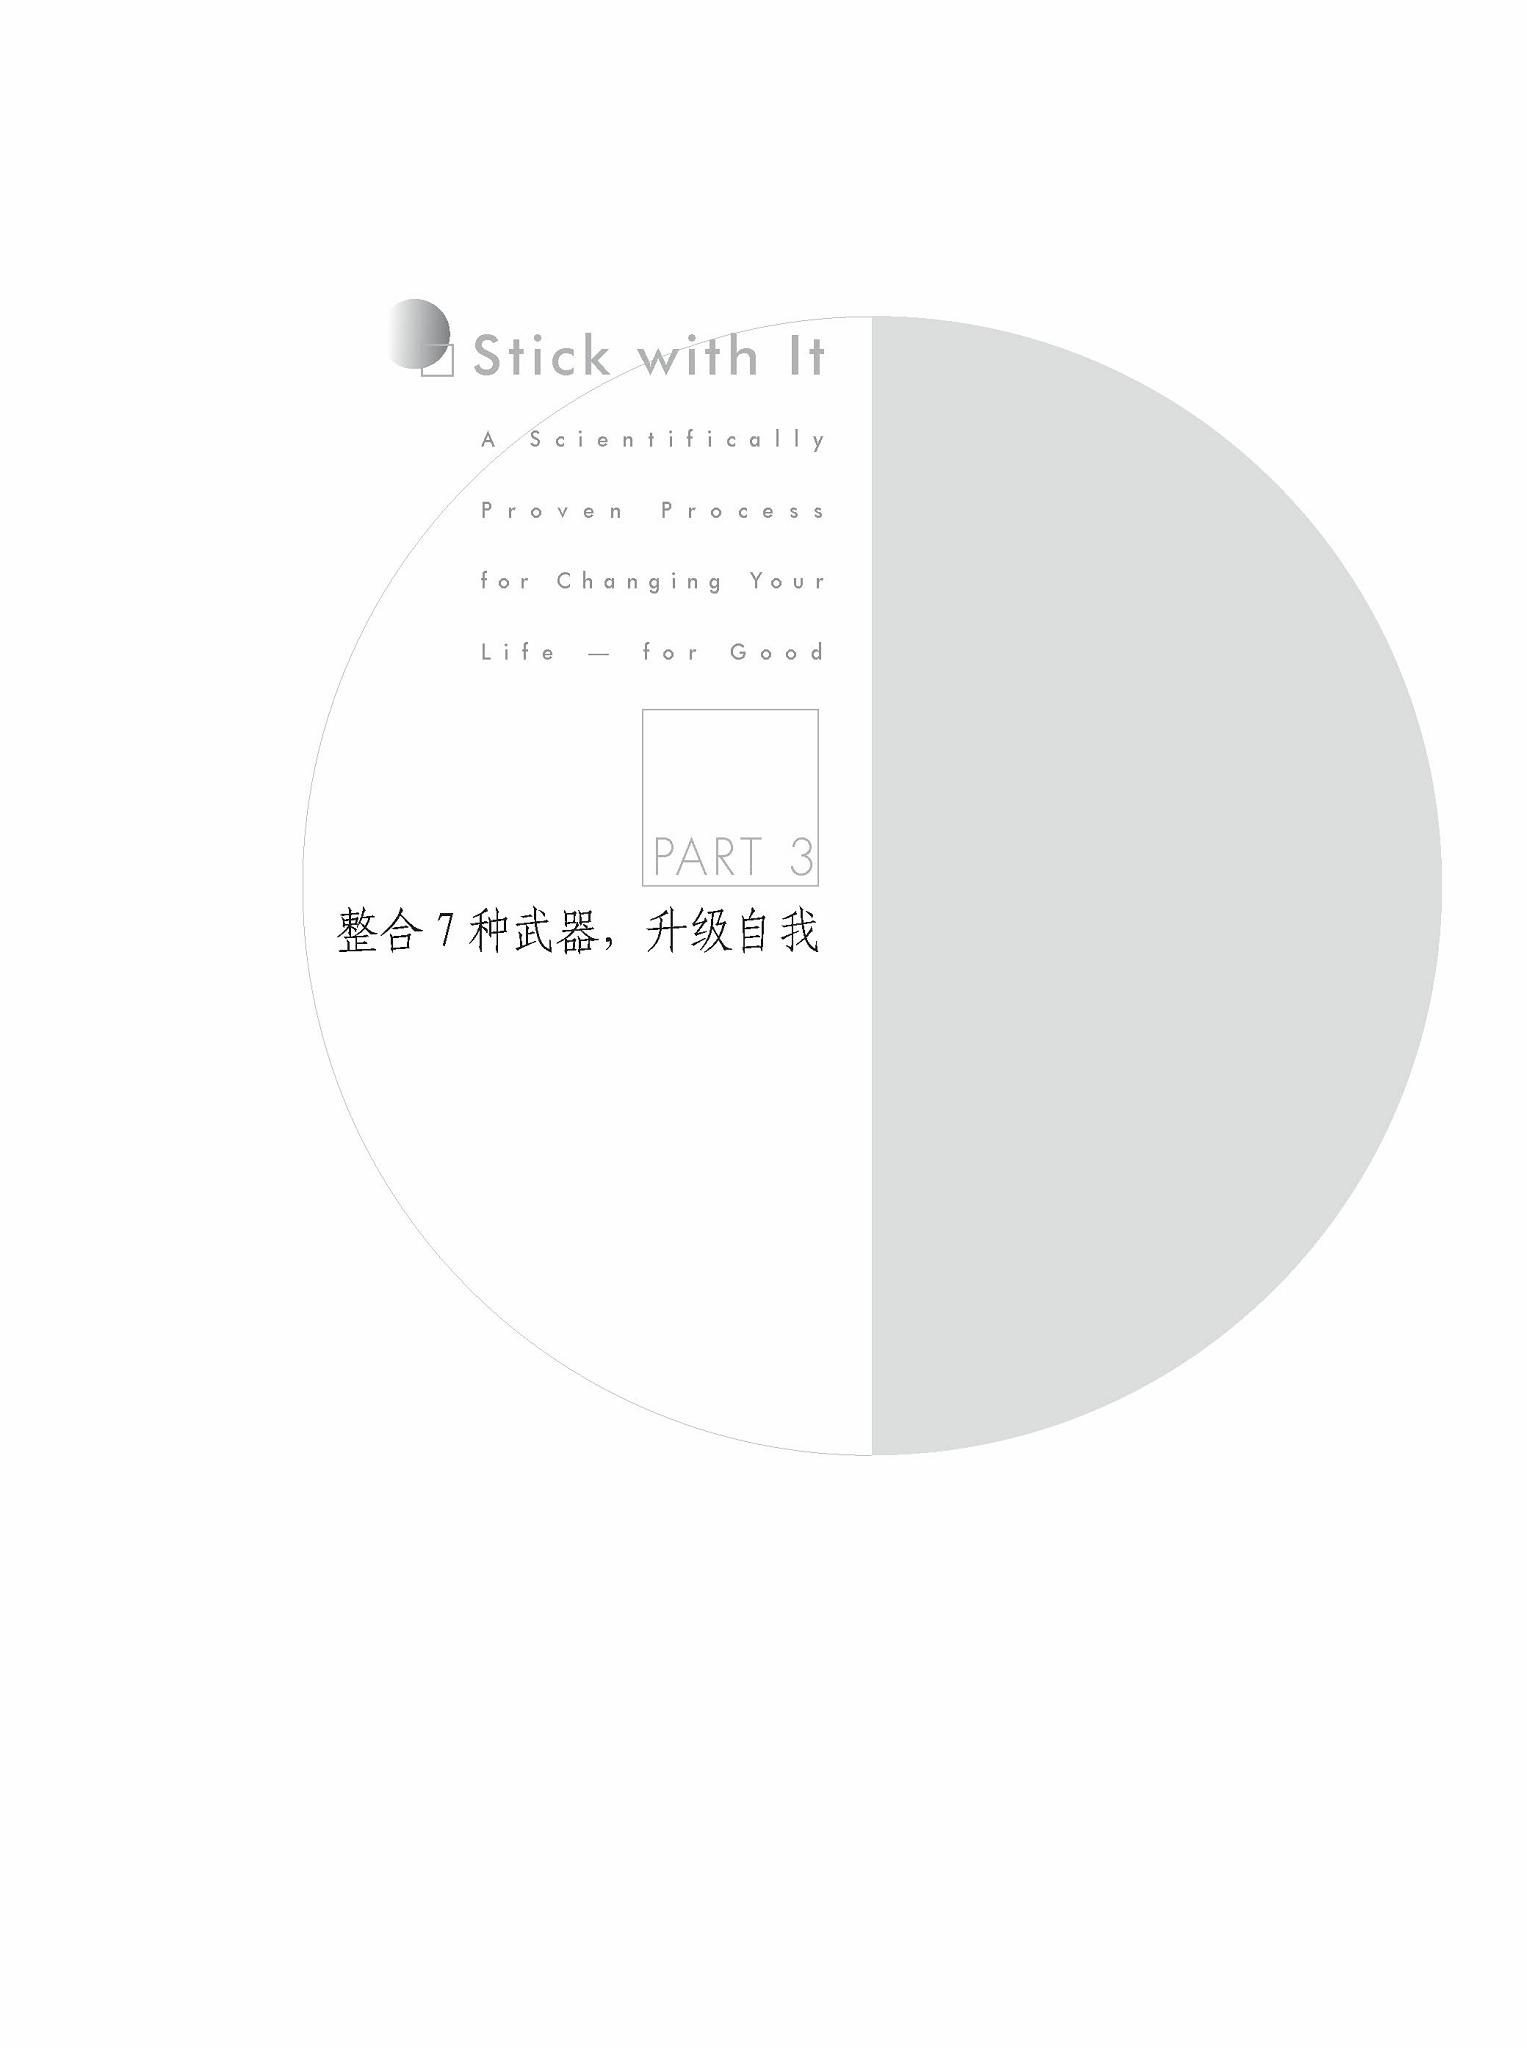 Stick with It
A Scientifically
Proven Process
for Changing Your
Life — for Good
PART 3
整合 7 种武器，升级自我